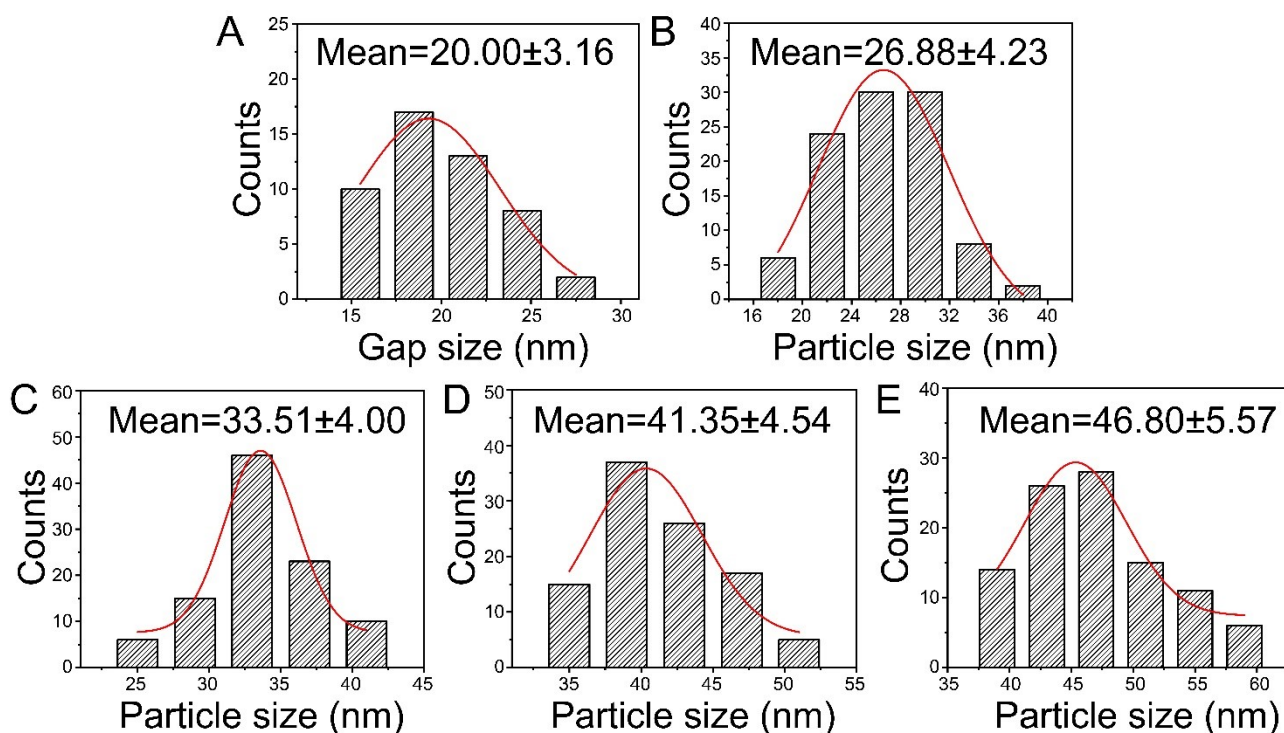 A
Mean=20.00±3.16
25
20
15
10
5
0
Counts
15 20 25 30
Gap size (nm)
B
Mean=26.88±4.23
40
35
30
25
20
15
10
5
0
Counts
16 20 24 28 32 36 40
Particle size (nm)
C
Mean=33.51±4.00
60
50
40
30
20
10
0
Counts
25 30 35 40 45
Particle size (nm)
D
Mean=41.35±4.54
50
40
30
20
10
0
Counts
35 40 45 50 55
Particle size (nm)
E
Mean=46.80±5.57
40
30
20
10
0
Counts
35 40 45 50 55 60
Particle size (nm)